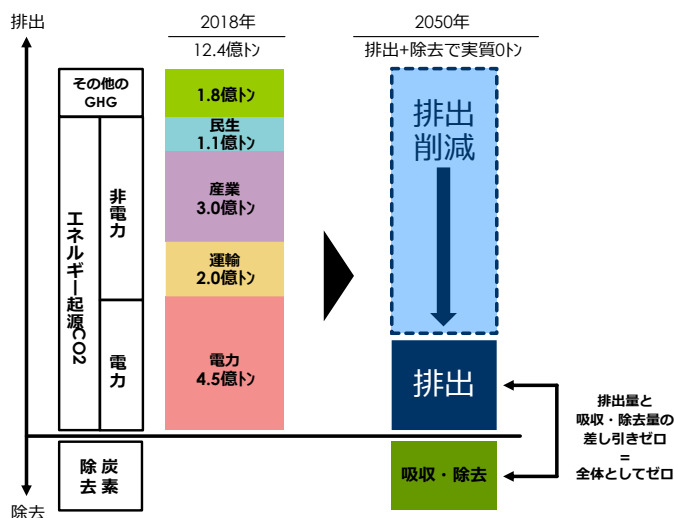 排出
2018年
12.4億トン
2050年
排出+除去で実質0トン
その他の
GHG
1.8億トン
民生
1.1億トン
産業
3.0億トン
運輸
2.0億トン
電力
4.5億トン
エネルギー起源CO2
非電力
電力
排出
削減
排出
排出量と
吸収・除去量の
差し引きゼロ
=
全体としてゼロ
炭素
除去
吸収・除去
除去